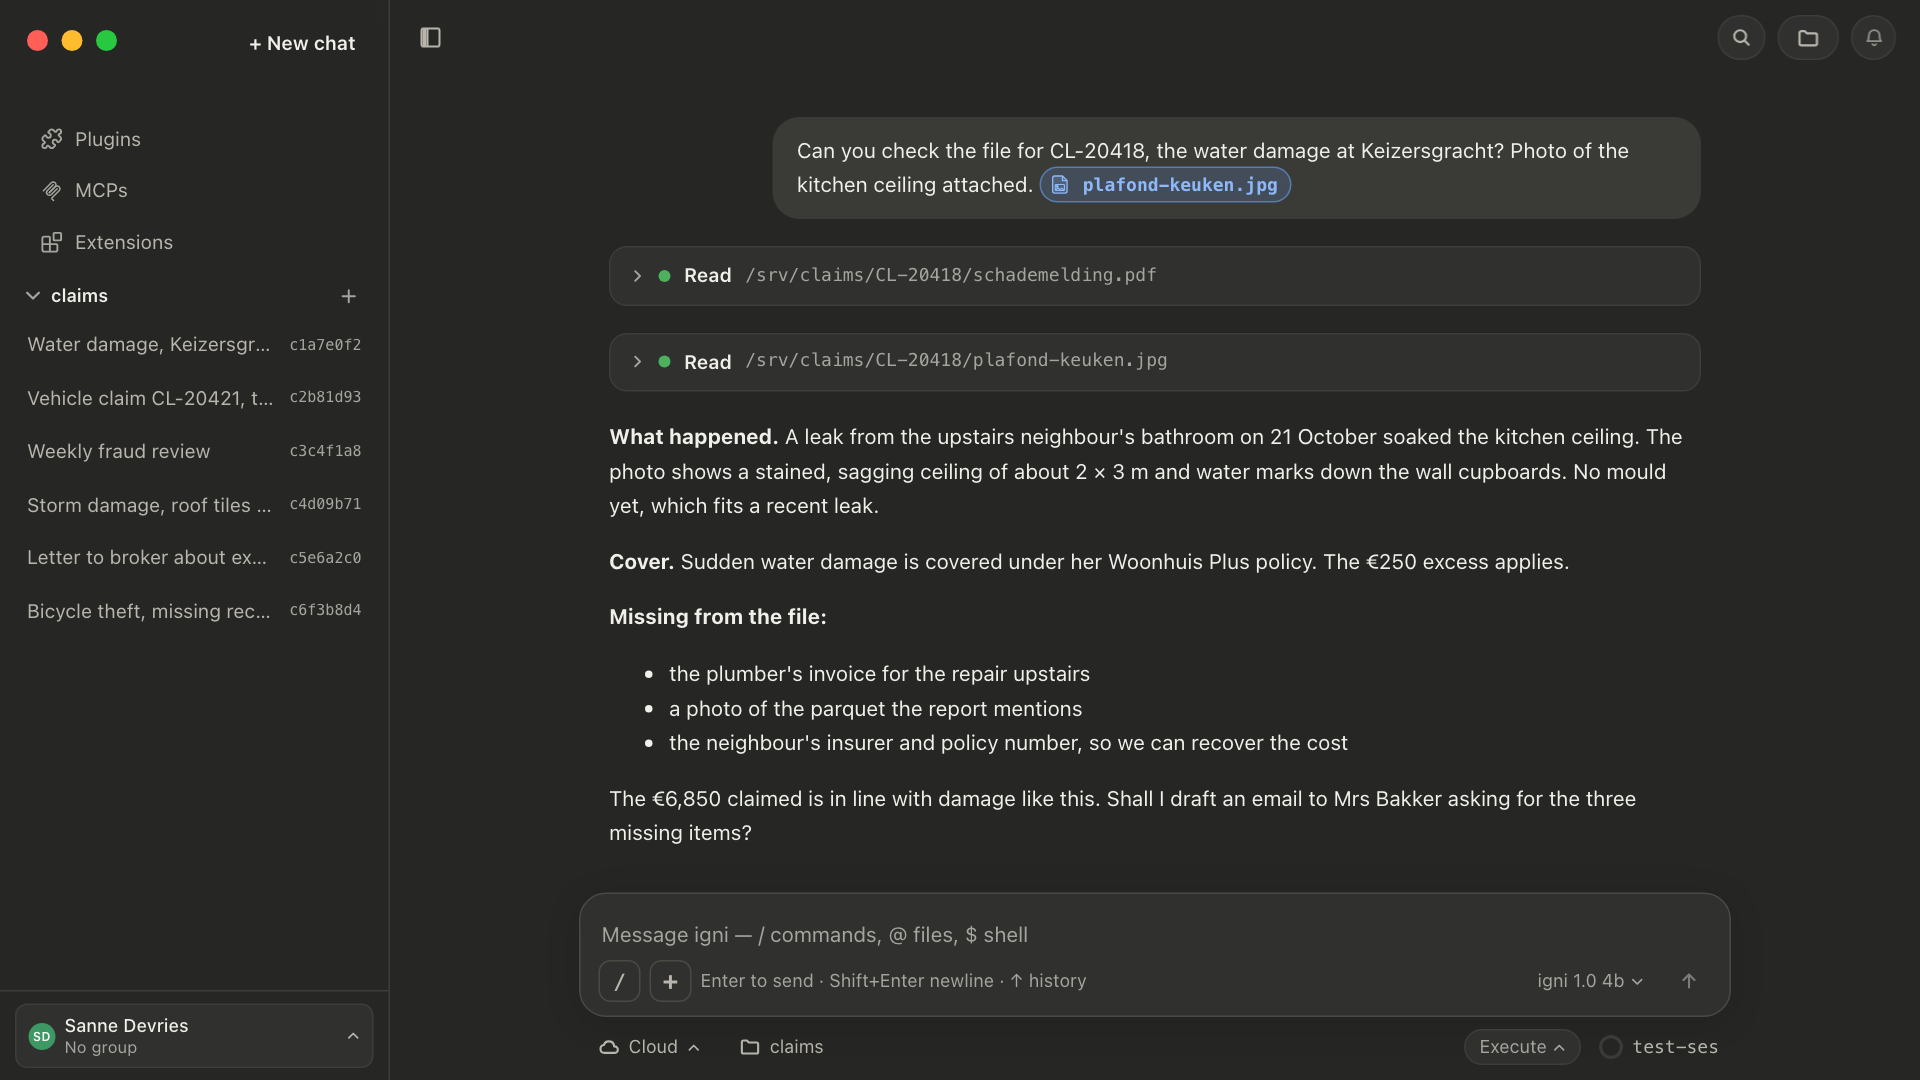 + New chat
Plugins
MCPs
Extensions
claims
Water damage, Keizersgr... c1a7e0f2
Vehicle claim CL-20421, t... c2b81d93
Weekly fraud review c3c4f1a8
Storm damage, roof tiles ... c4d09b71
Letter to broker about ex... c5e6a2c0
Bicycle theft, missing rec... c6f3b8d4
SD
Sanne Devries
No group
Can you check the file for CL-20418, the water damage at Keizersgracht? Photo of the
kitchen ceiling attached. plafond-keuken.jpg
Read /srv/claims/CL-20418/schademelding.pdf
Read /srv/claims/CL-20418/plafond-keuken.jpg
What happened. A leak from the upstairs neighbour's bathroom on 21 October soaked the kitchen ceiling. The
photo shows a stained, sagging ceiling of about 2 × 3 m and water marks down the wall cupboards. No mould
yet, which fits a recent leak.
Cover. Sudden water damage is covered under her Woonhuis Plus policy. The €250 excess applies.
Missing from the file:
• the plumber's invoice for the repair upstairs
• a photo of the parquet the report mentions
• the neighbour's insurer and policy number, so we can recover the cost
The €6,850 claimed is in line with damage like this. Shall I draft an email to Mrs Bakker asking for the three
missing items?
Message igni — / commands, @ files, $ shell
/ + Enter to send · Shift+Enter newline · ↑ history igni 1.0 4b
Cloud claims Execute test-ses